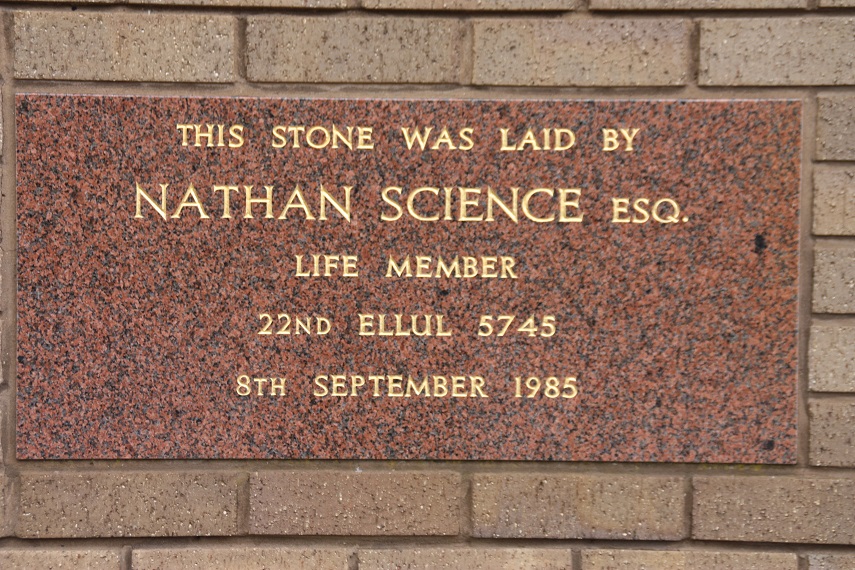 THIS STONE WAS LAID BY
NATHAN SCIENCE ESQ.
LIFE MEMBER
22ND ELLUL 5745
8TH SEPTEMBER 1985